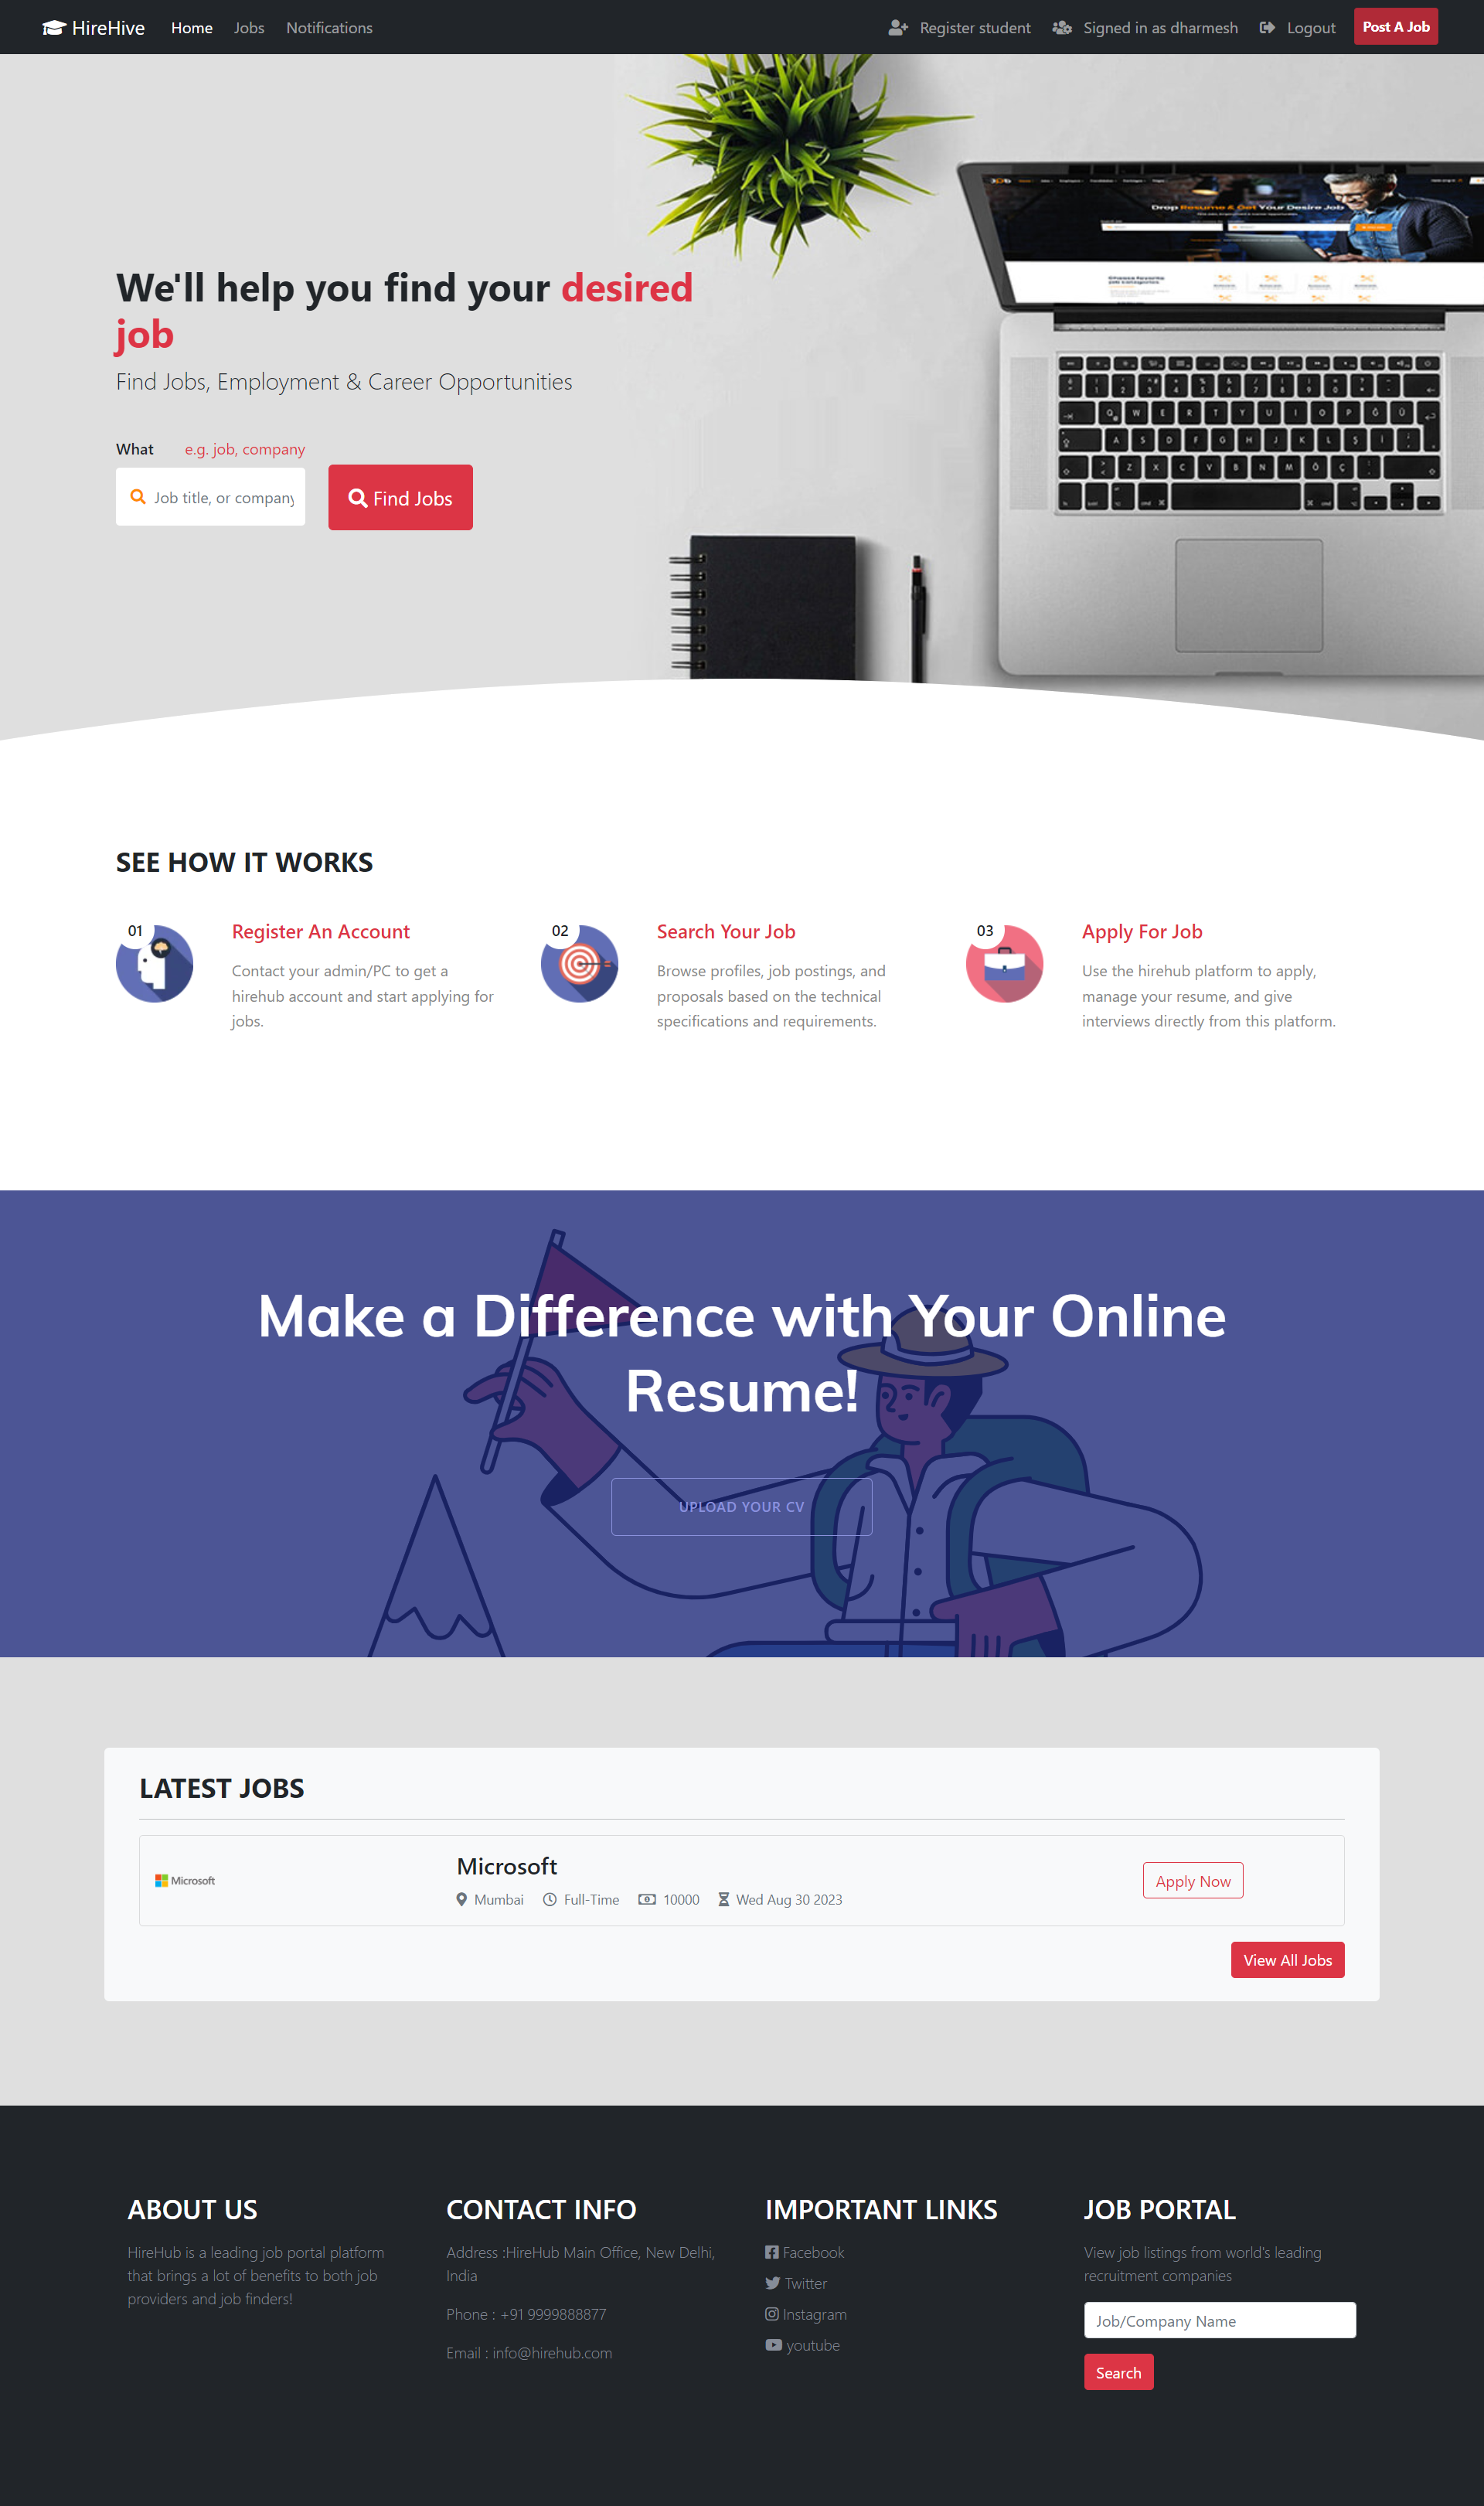 HireHive Home Jobs Notifications Register student Signed in as dharmesh Logout Post A Job
Drop Resume & Get Your Desire Job
We'll help you find your desired
job
Find Jobs, Employment & Career Opportunities
What e.g. job, company
Job title, or company
Find Jobs
SEE HOW IT WORKS
01
Register An Account
Contact your admin/PC to get a
hirehub account and start applying for
jobs.
02
Search Your Job
Browse profiles, job postings, and
proposals based on the technical
specifications and requirements.
03
Apply For Job
Use the hirehub platform to apply,
manage your resume, and give
interviews directly from this platform.
Make a Difference with Your Online
Resume!
UPLOAD YOUR CV
LATEST JOBS
Microsoft
Microsoft
Mumbai Full-Time 10000 Wed Aug 30 2023
Apply Now
View All Jobs
ABOUT US
HireHub is a leading job portal platform
that brings a lot of benefits to both job
providers and job finders!
CONTACT INFO
Address :HireHub Main Office, New Delhi,
India
Phone : +91 9999888877
Email : info@hirehub.com
IMPORTANT LINKS
Facebook
Twitter
Instagram
youtube
JOB PORTAL
View job listings from world's leading
recruitment companies
Job/Company Name
Search